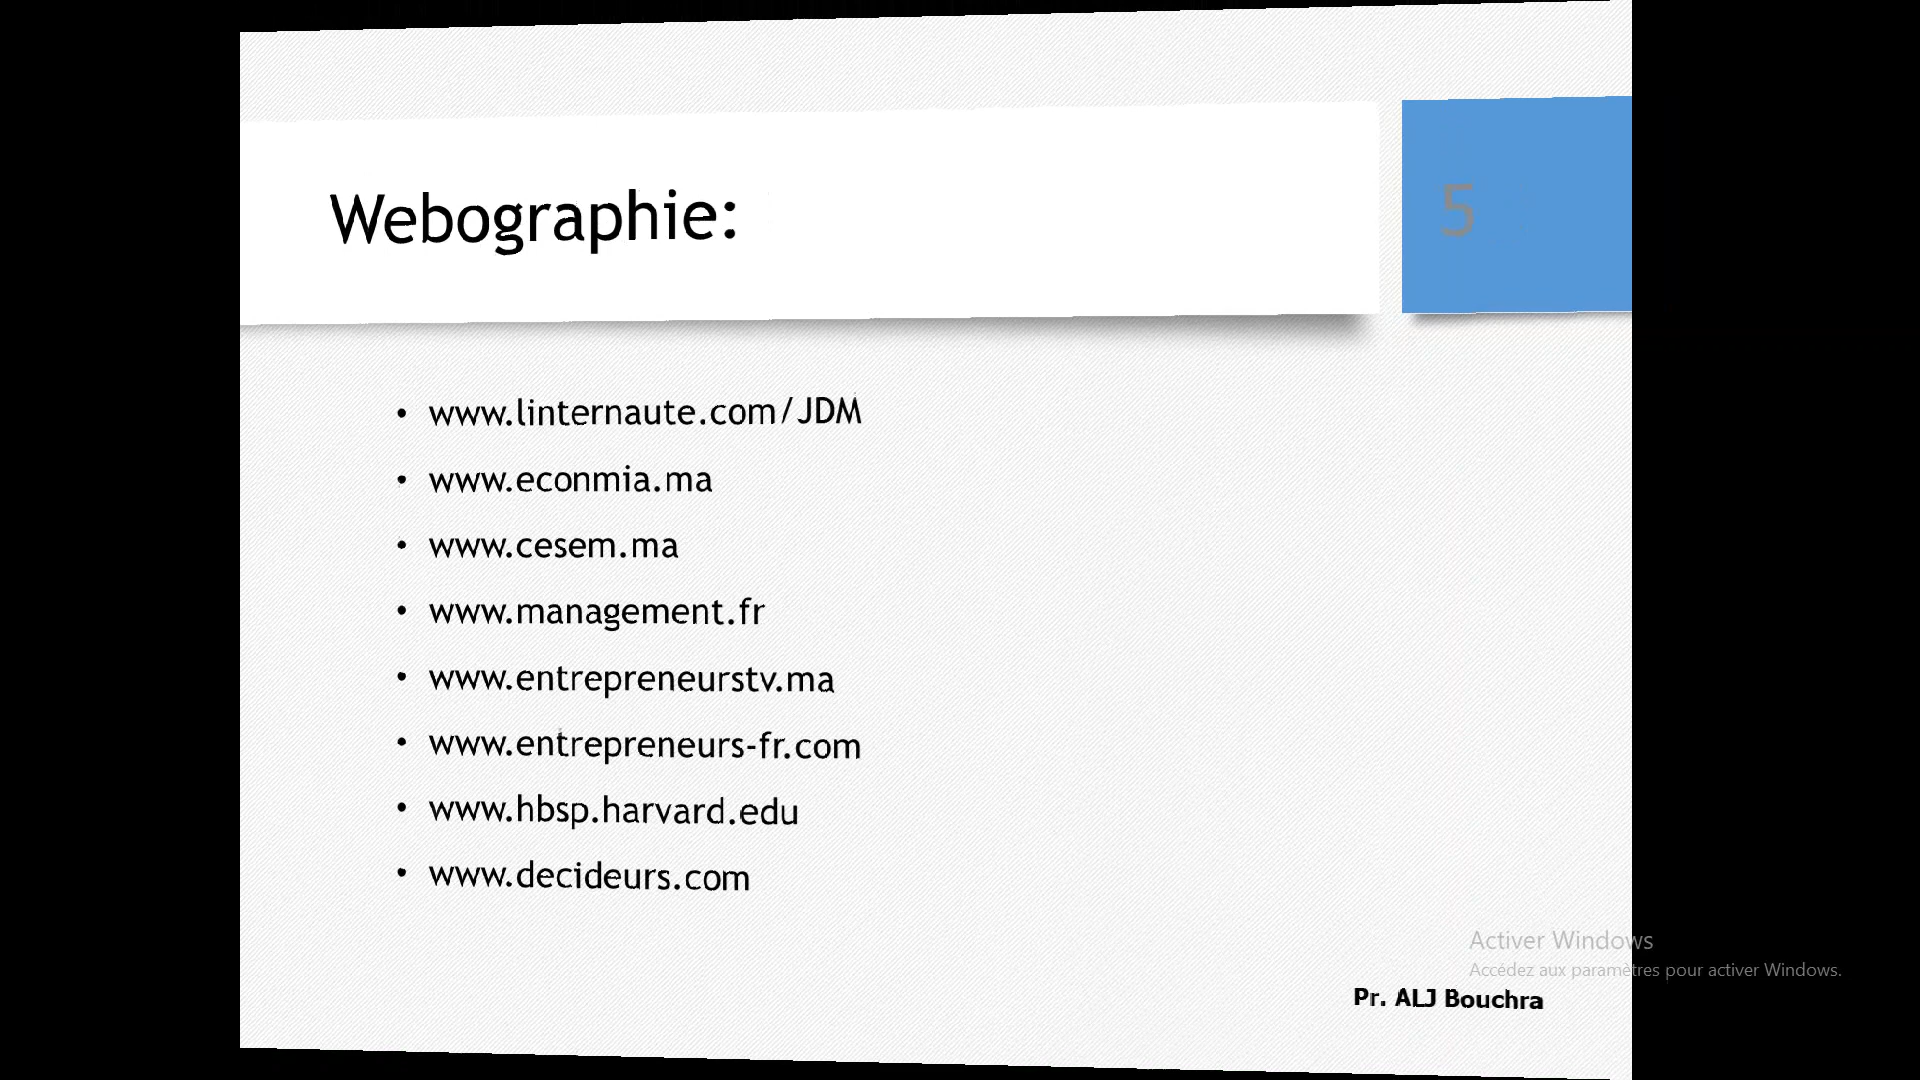 Webographie:
5
• www.linternaute.com/JDM
• www.econmia.ma
• www.cesem.ma
• www.management.fr
• www.entrepreneurstv.ma
• www.entrepreneurs-fr.com
• www.hbsp.harvard.edu
• www.decideurs.com
Activer Windows
Accédez aux paramètres pour activer Windows.
Pr. ALJ Bouchra